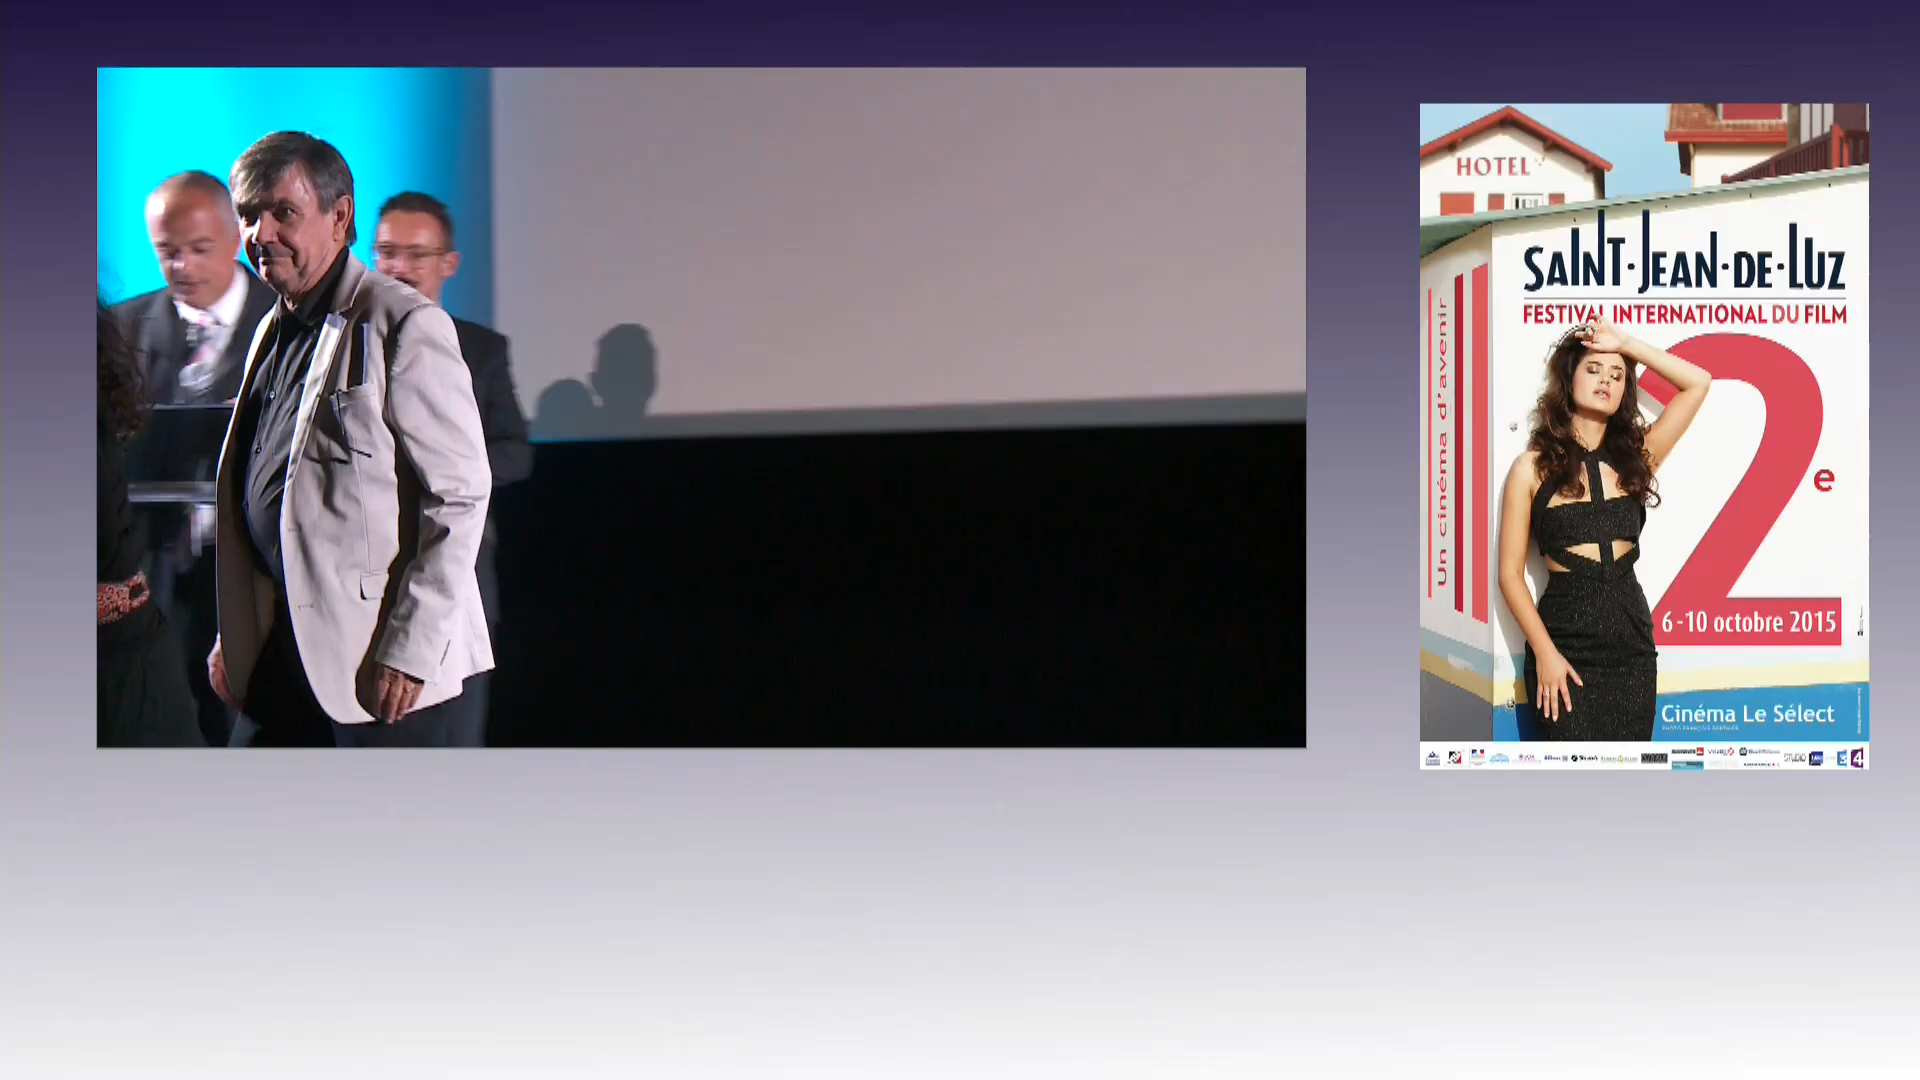 HOTEL
SAINT-JEAN-DE-LUZ
FESTIVAL INTERNATIONAL DU FILM
Un cinéma d'avenir
2e
6-10 octobre 2015
Cinéma Le Sélect